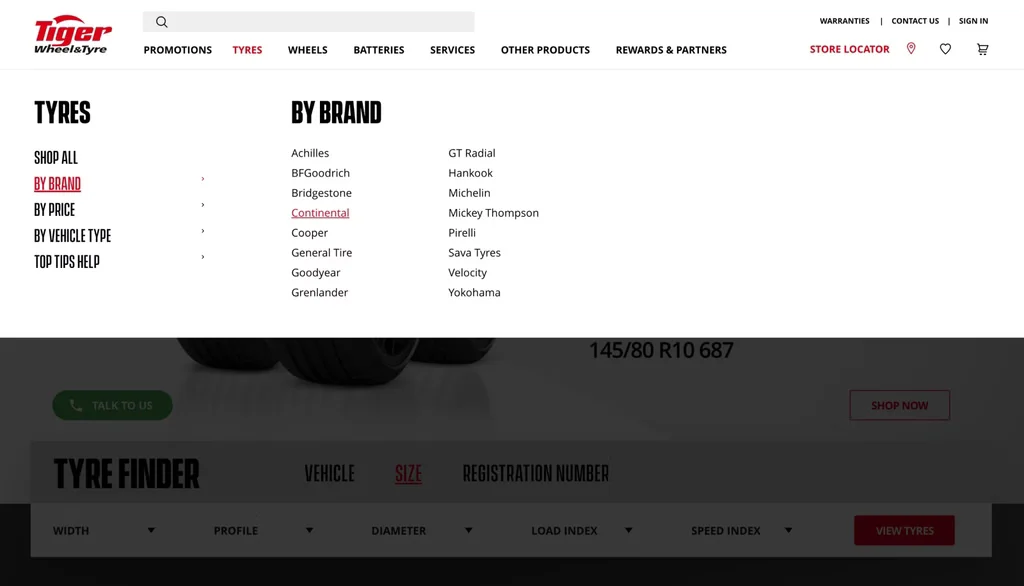 Tiger
Wheel&Tyre
WARRANTIES | CONTACT US | SIGN IN
PROMOTIONS TYRES WHEELS BATTERIES SERVICES OTHER PRODUCTS REWARDS & PARTNERS STORE LOCATOR
TYRES
SHOP ALL
BY BRAND
BY PRICE
BY VEHICLE TYPE
TOP TIPS HELP
BY BRAND
Achilles
BFGoodrich
Bridgestone
Continental
Cooper
General Tire
Goodyear
Grenlander
GT Radial
Hankook
Michelin
Mickey Thompson
Pirelli
Sava Tyres
Velocity
Yokohama
145/80 R10 687
TALK TO US
SHOP NOW
TYRE FINDER VEHICLE SIZE REGISTRATION NUMBER
WIDTH PROFILE DIAMETER LOAD INDEX SPEED INDEX VIEW TYRES